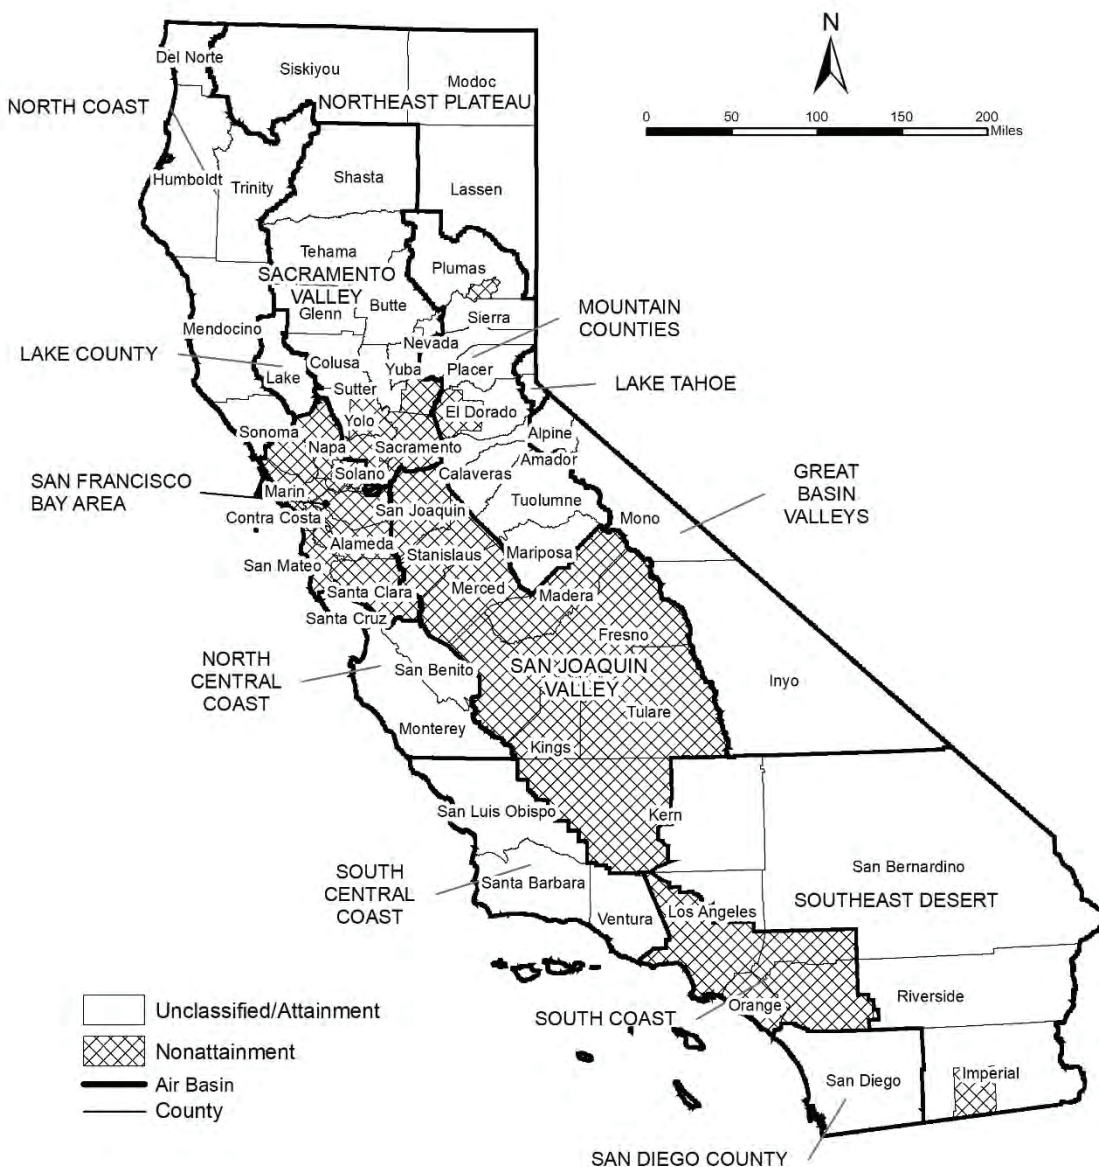 N
0 50 100 150 200
Miles
Del Norte
Siskiyou
Modoc
NORTH COAST
NORTHEAST PLATEAU
Humboldt
Trinity
Shasta
Lassen
Tehama
Plumas
SACRAMENTO
VALLEY
Butte
Glenn
Sierra
MOUNTAIN
COUNTIES
Mendocino
Nevada
LAKE COUNTY
Colusa
Yuba
Placer
Lake
LAKE TAHOE
Sutter
El Dorado
Yolo
Sonoma
Napa
Sacramento
Alpine
Amador
Solano
Calaveras
SAN FRANCISCO
BAY AREA
Marin
Tuolumne
GREAT
BASIN
VALLEYS
Contra Costa
San Joaquin
Mono
Alameda
Stanislaus
Mariposa
San Mateo
Santa Clara
Merced
Madera
Santa Cruz
Fresno
NORTH
CENTRAL
COAST
San Benito
SAN JOAQUIN
VALLEY
Inyo
Tulare
Monterey
Kings
San Luis Obispo
Kern
San Bernardino
SOUTH
CENTRAL
COAST
Santa Barbara
SOUTHEAST DESERT
Ventura
Los Angeles
Riverside
Orange
SOUTH COAST
San Diego
Imperial
SAN DIEGO COUNTY
Unclassified/Attainment
Nonattainment
Air Basin
County